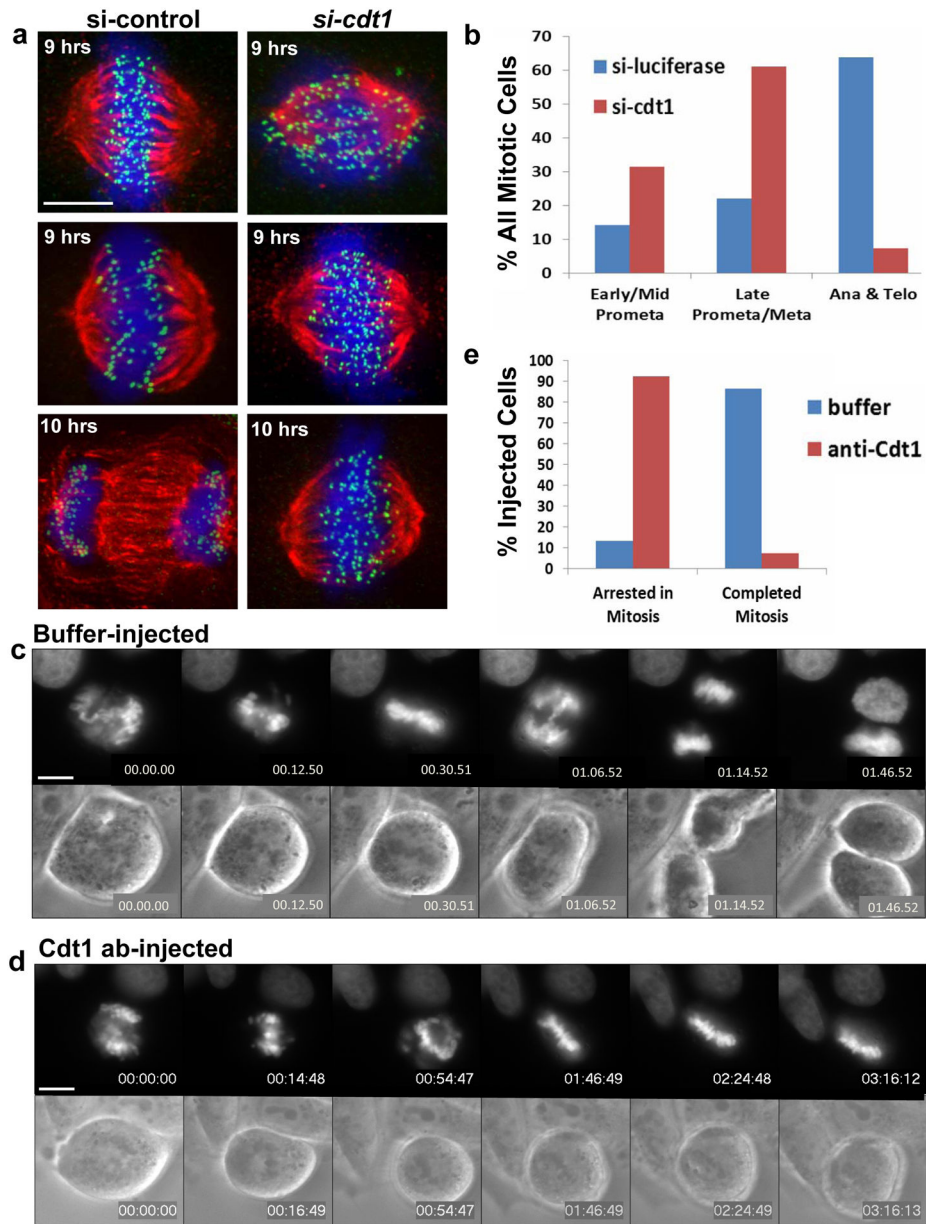 a
si-control
si-cdt1
9 hrs
9 hrs
9 hrs
9 hrs
10 hrs
10 hrs
b
% All Mitotic Cells
70
60
50
40
30
20
10
0
si-luciferase
si-cdt1
Early/Mid
Prometa
Late
Prometa/Meta
Ana & Telo
e
% Injected Cells
100
90
80
70
60
50
40
30
20
10
0
buffer
anti-Cdt1
Arrested in
Mitosis
Completed
Mitosis
c
Buffer-injected
00.00.00
00.12.50
00.30.51
01.06.52
01.14.52
01.46.52
00.00.00
00.12.50
00.30.51
01.06.52
01.14.52
01.46.52
d
Cdt1 ab-injected
00:00:00
00:14:48
00:54:47
01:46:49
02:24:48
03:16:12
00:00:00
00:16:49
00:54:47
01:46:49
02:24:49
03:16:13